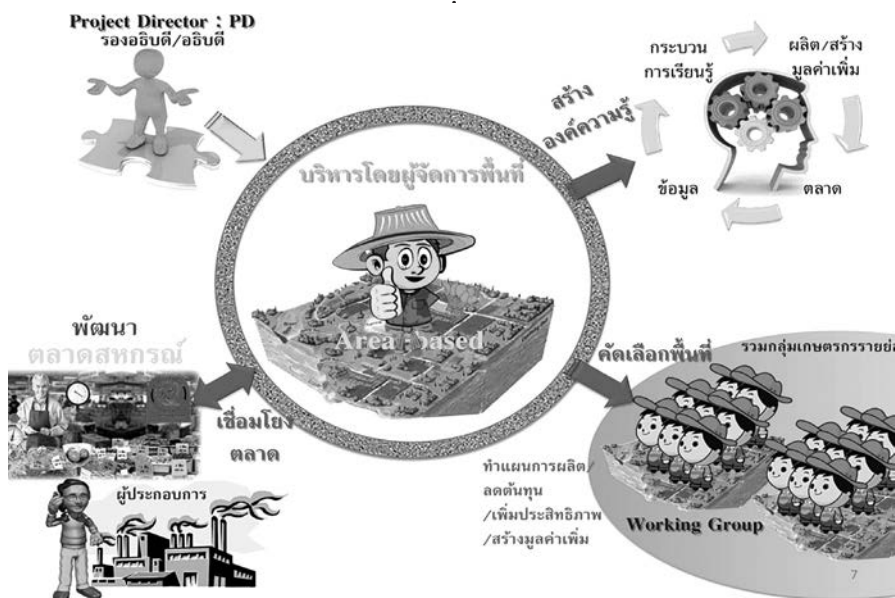 Project Director : PD
รองอธิบดี/อธิบดี
บริหารโดยผู้จัดการพื้นที่
Area : based
สร้าง
องค์ความรู้
กระบวน
การเรียนรู้
ผลิต/สร้าง
มูลค่าเพิ่ม
ข้อมูล
ตลาด
พัฒนา
ตลาดสหกรณ์
เชื่อมโยง
ตลาด
ผู้ประกอบการ
คัดเลือกพื้นที่
รวมกลุ่มเกษตรกรรายย่อ
ทำแผนการผลิต/
ลดต้นทุน
/เพิ่มประสิทธิภาพ
/สร้างมูลค่าเพิ่ม
Working Group
7